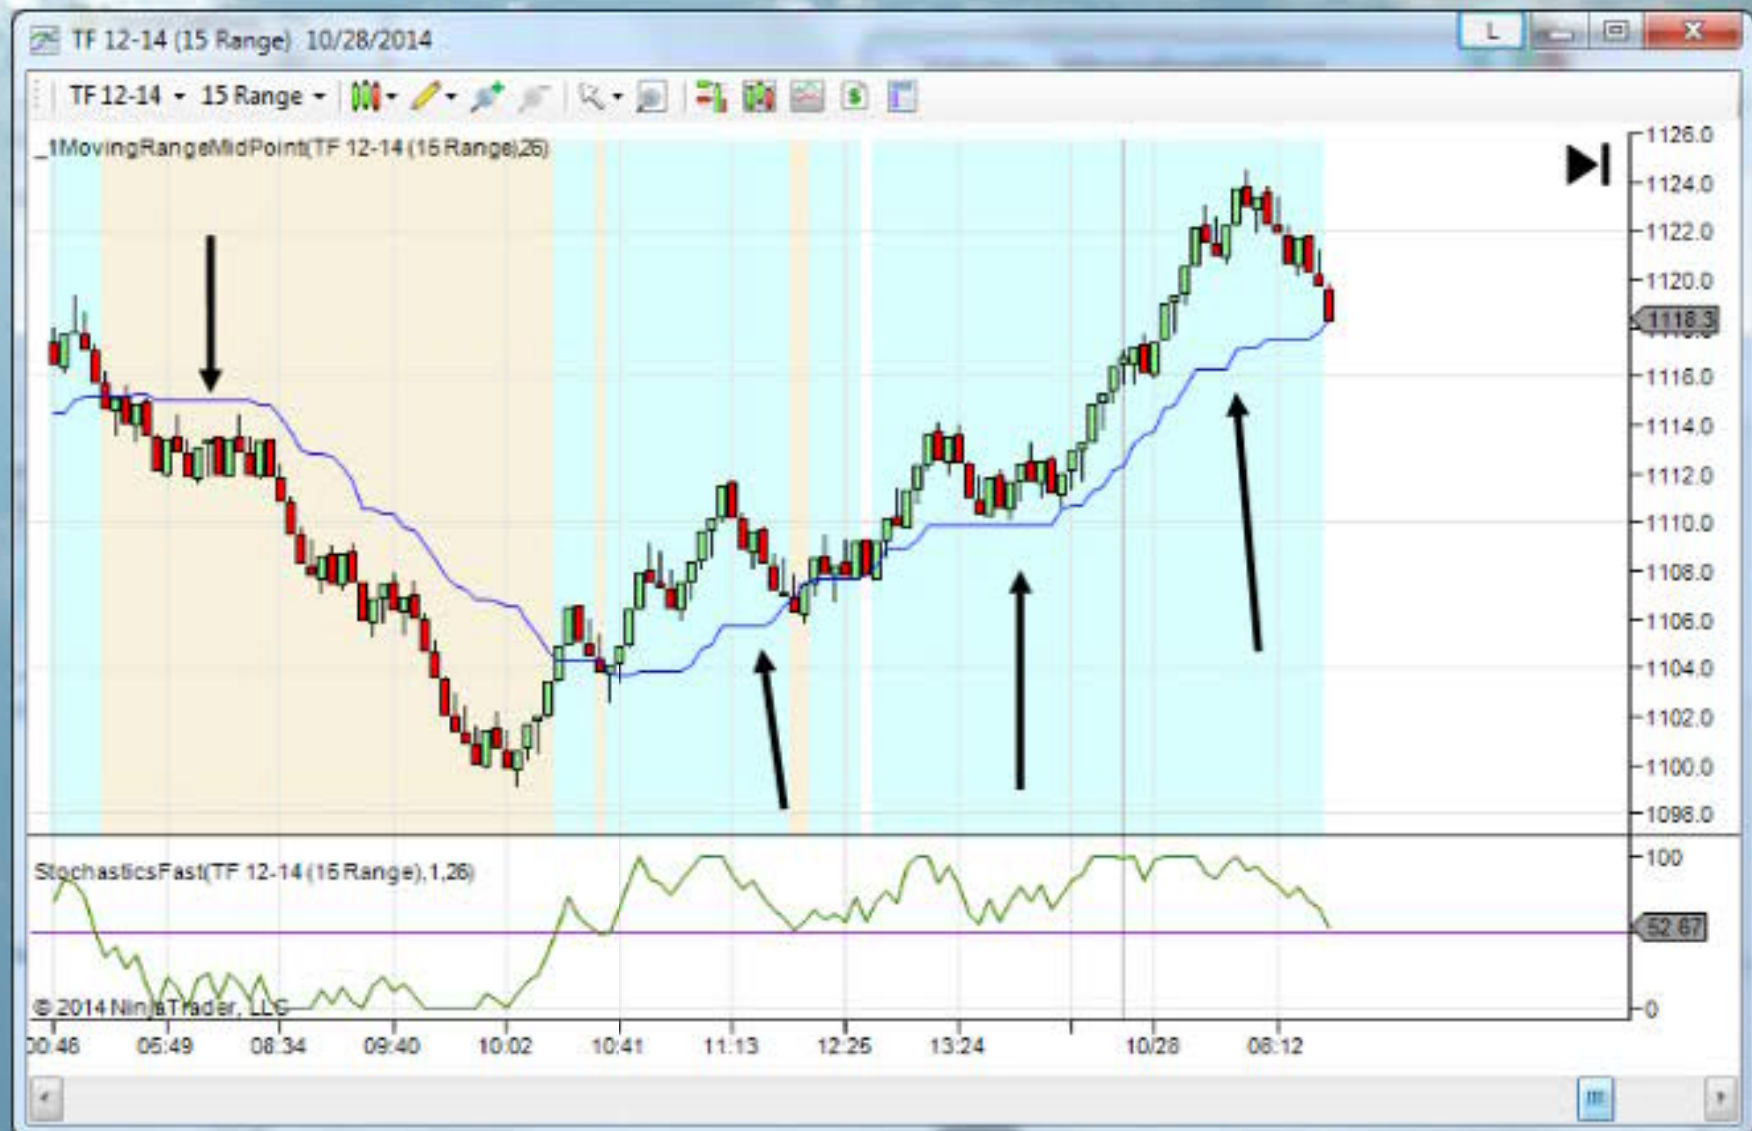 TF 12-14 (15 Range) 10/28/2014
L
X
TF 12-14 15 Range
$
_1MovingRangeMidPoint(TF 12-14 (15 Range),26)
1126.0
1124.0
1122.0
1120.0
1118.3
1116.0
1114.0
1112.0
1110.0
1108.0
1106.0
1104.0
1102.0
1100.0
1098.0
StochasticsFast(TF 12-14 (15 Range),1,26)
100
52.67
© 2014 NinjaTrader, LLC
0
00:46 05:49 08:34 09:40 10:02 10:41 11:13 12:25 13:24 10/28 06:12